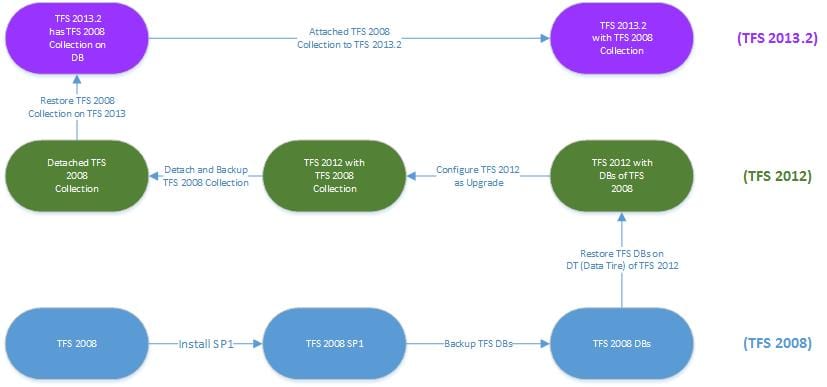 TFS 2013.2
has TFS 2008
Collection on
DB
Attached TFS 2008
Collection to TFS 2013.2
TFS 2013.2
with TFS 2008
Collection
(TFS 2013.2)
Restore TFS 2008
Collection on TFS 2013
Detached TFS
2008
Collection
Detach and Backup
TFS 2008 Collection
TFS 2012 with
TFS 2008
Collection
Configure TFS 2012
as Upgrade
TFS 2012 with
DBs of TFS
2008
(TFS 2012)
Restore TFS DBs on
DT (Data Tire) of TFS 2012
TFS 2008
Install SP1
TFS 2008 SP1
Backup TFS DBs
TFS 2008 DBs
(TFS 2008)